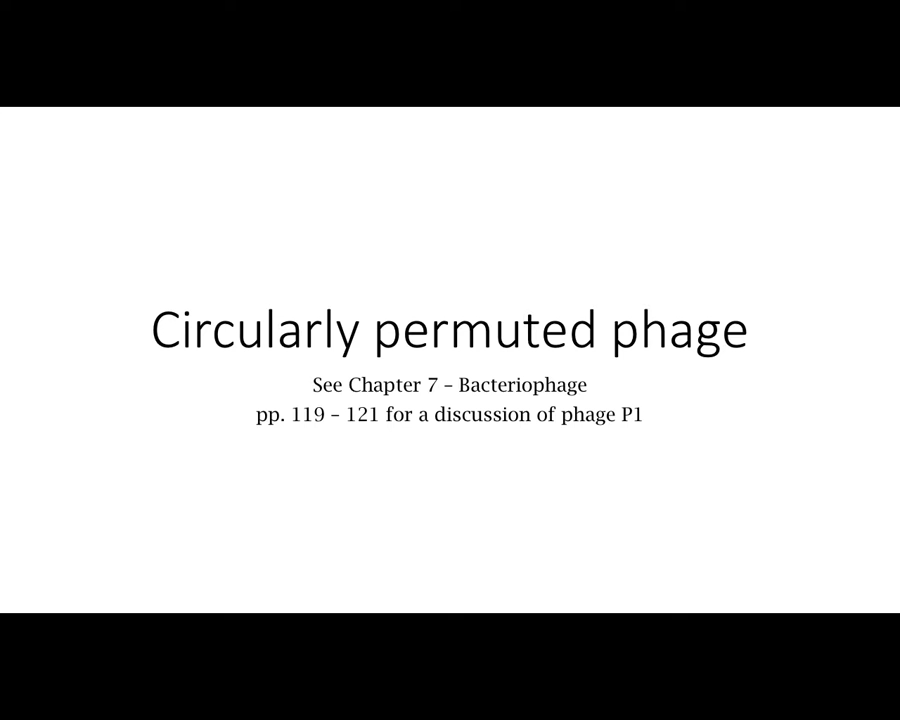 Circularly permuted phage
See Chapter 7 – Bacteriophage
pp. 119 – 121 for a discussion of phage P1